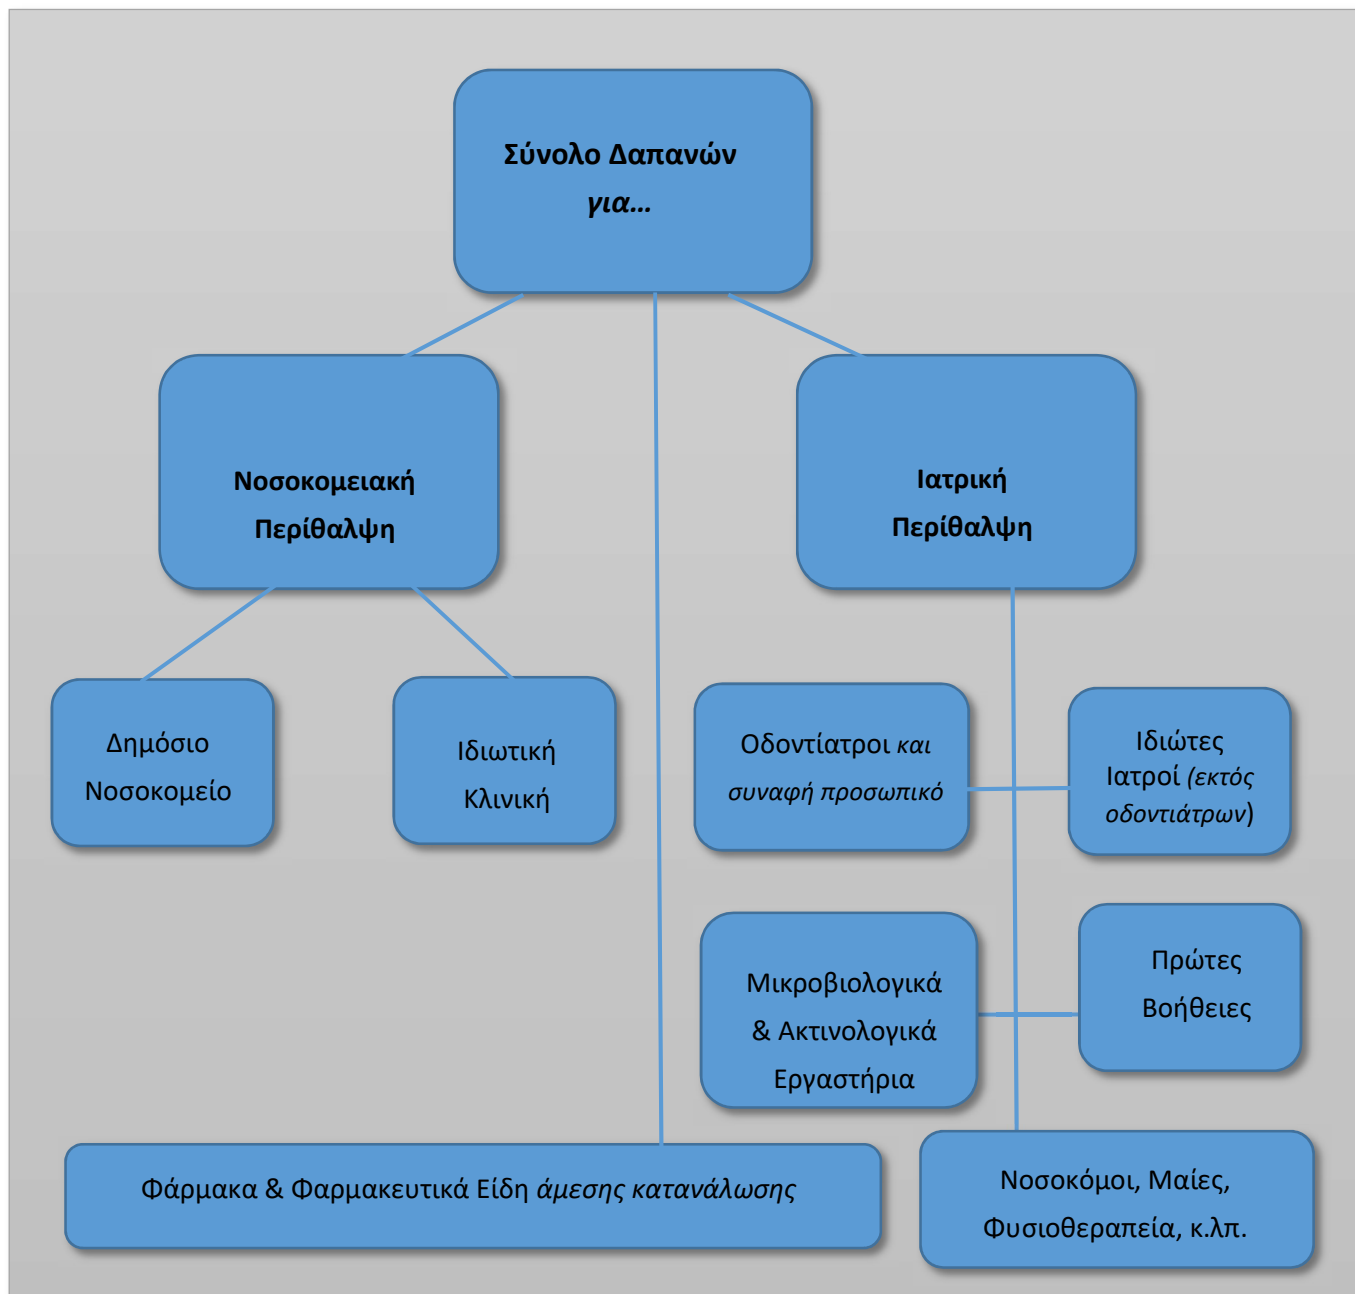 Σύνολο Δαπανών
για...
Νοσοκομειακή
Περίθαλψη
Ιατρική
Περίθαλψη
Δημόσιο
Νοσοκομείο
Ιδιωτική
Κλινική
Οδοντίατροι και
συναφή προσωπικό
Ιδιώτες
Ιατροί (εκτός
οδοντιάτρων)
Μικροβιολογικά
& Ακτινολογικά
Εργαστήρια
Πρώτες
Βοήθειες
Φάρμακα & Φαρμακευτικά Είδη άμεσης κατανάλωσης
Νοσοκόμοι, Μαίες,
Φυσιοθεραπεία, κ.λπ.